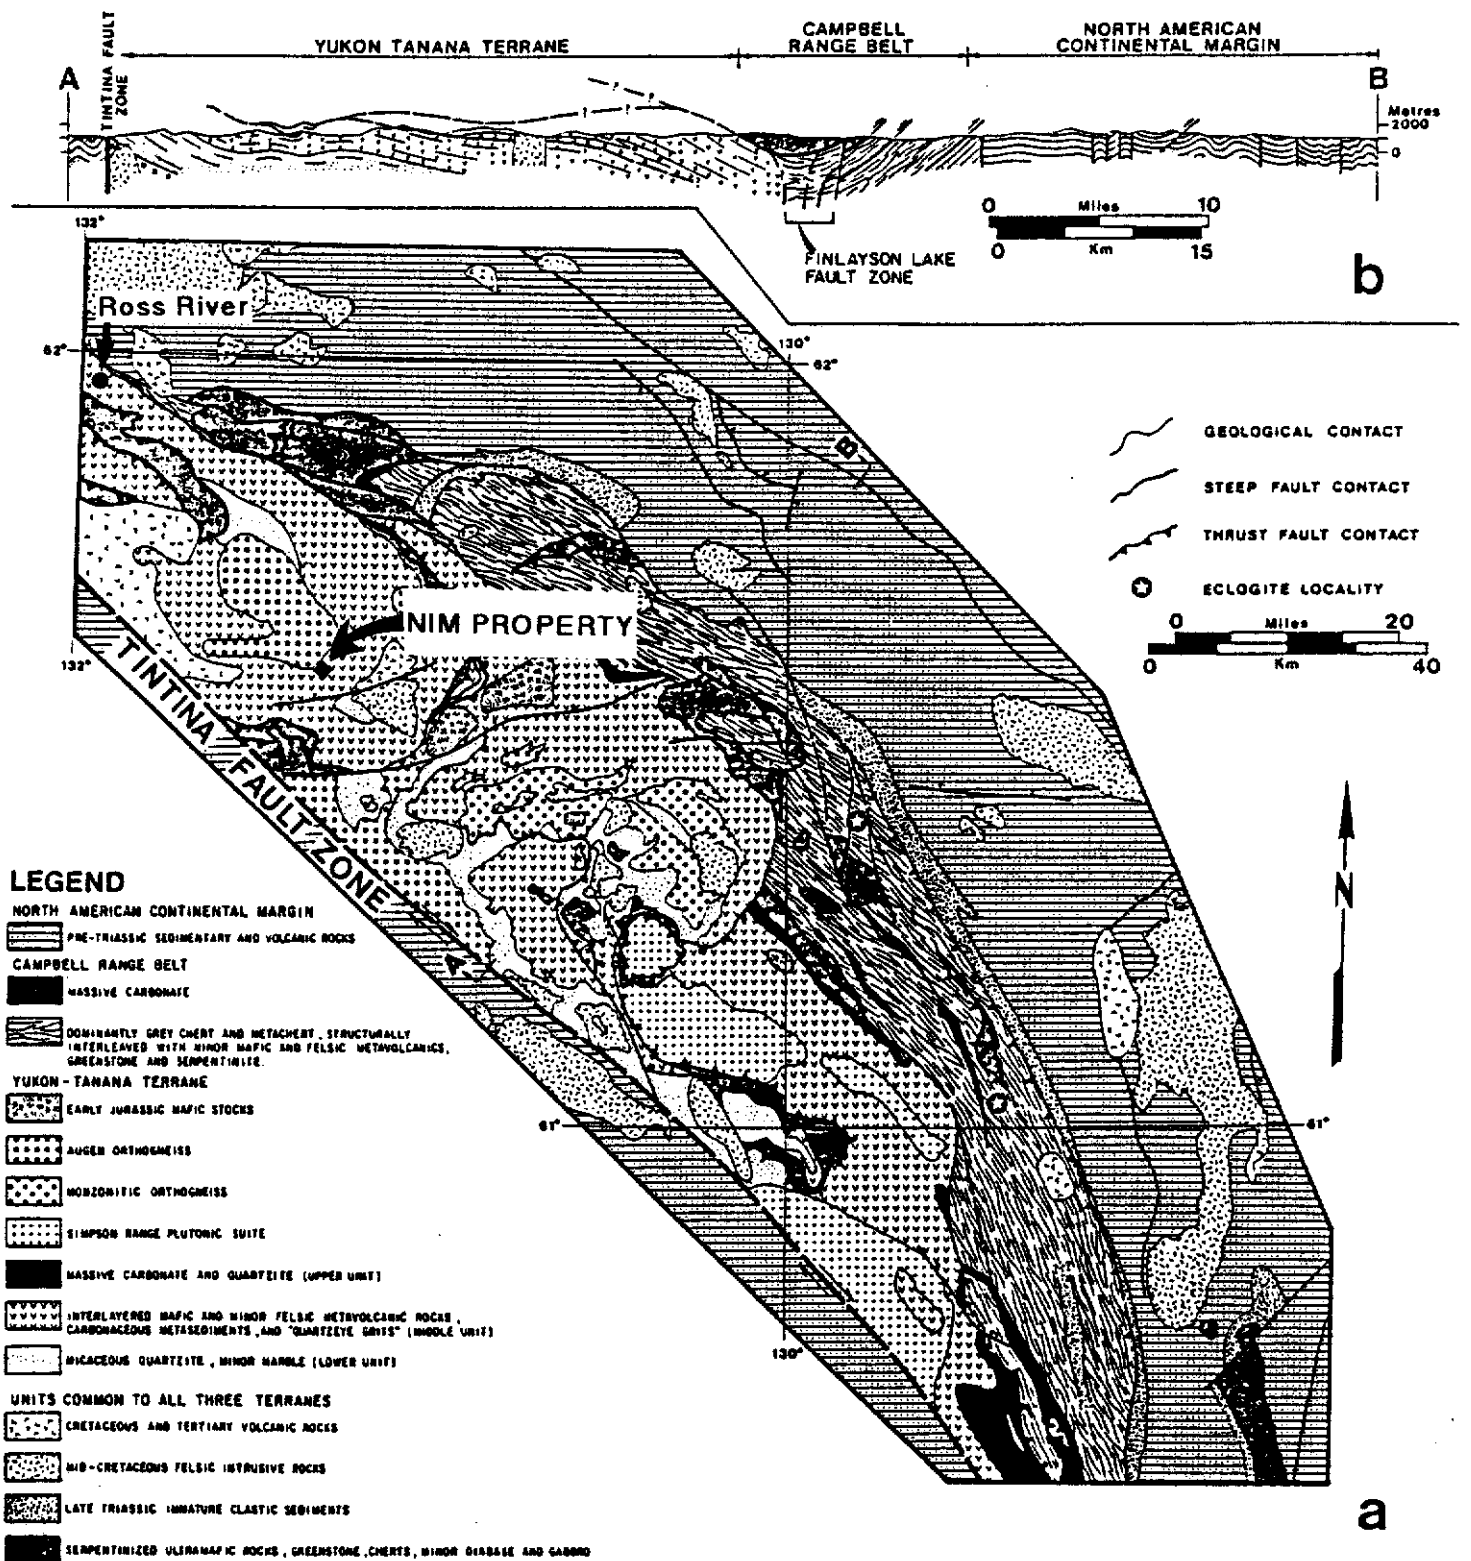 A
TINTINA FAULT
ZONE
YUKON TANANA TERRANE
CAMPBELL
RANGE BELT
NORTH AMERICAN
CONTINENTAL MARGIN
B
Metres
2000
0
? ? ? ?
FINLAYSON LAKE
FAULT ZONE
0 Miles 10
0 Km 15
b
132°
Ross River
62°
130°
62°
B
GEOLOGICAL CONTACT
STEEP FAULT CONTACT
THRUST FAULT CONTACT
ECLOGITE LOCALITY
0 Miles 20
0 Km 40
NIM PROPERTY
132°
TINTINA FAULT ZONE
A
N
61°
61°
130°
a
LEGEND
NORTH AMERICAN CONTINENTAL MARGIN
PRE-TRIASSIC SEDIMENTARY AND VOLCANIC ROCKS
CAMPBELL RANGE BELT
MASSIVE CARBONATE
DOMINANTLY GREY CHERT AND METACHERT, STRUCTURALLY
INTERLEAVED WITH MINOR MAFIC AND FELSIC METAVOLCANICS,
GREENSTONE AND SERPENTINITE.
YUKON-TANANA TERRANE
EARLY JURASSIC MAFIC STOCKS
AUGEN ORTHOGNEISS
MONZONITIC ORTHOGNEISS
SIMPSON RANGE PLUTONIC SUITE
MASSIVE CARBONATE AND QUARTZITE (UPPER UNIT)
INTERLAYERED MAFIC AND MINOR FELSIC METAVOLCANIC ROCKS,
CARBONACEOUS METASEDIMENTS, AND "QUARTZEYE GRITS" (MIDDLE UNIT)
MICACEOUS QUARTZITE, MINOR MARBLE (LOWER UNIT)
UNITS COMMON TO ALL THREE TERRANES
CRETACEOUS AND TERTIARY VOLCANIC ROCKS
MID-CRETACEOUS FELSIC INTRUSIVE ROCKS
LATE TRIASSIC IMMATURE CLASTIC SEDIMENTS
SERPENTINIZED ULTRAMAFIC ROCKS, GREENSTONE, CHERTS, MINOR DIABASE AND GABBRO